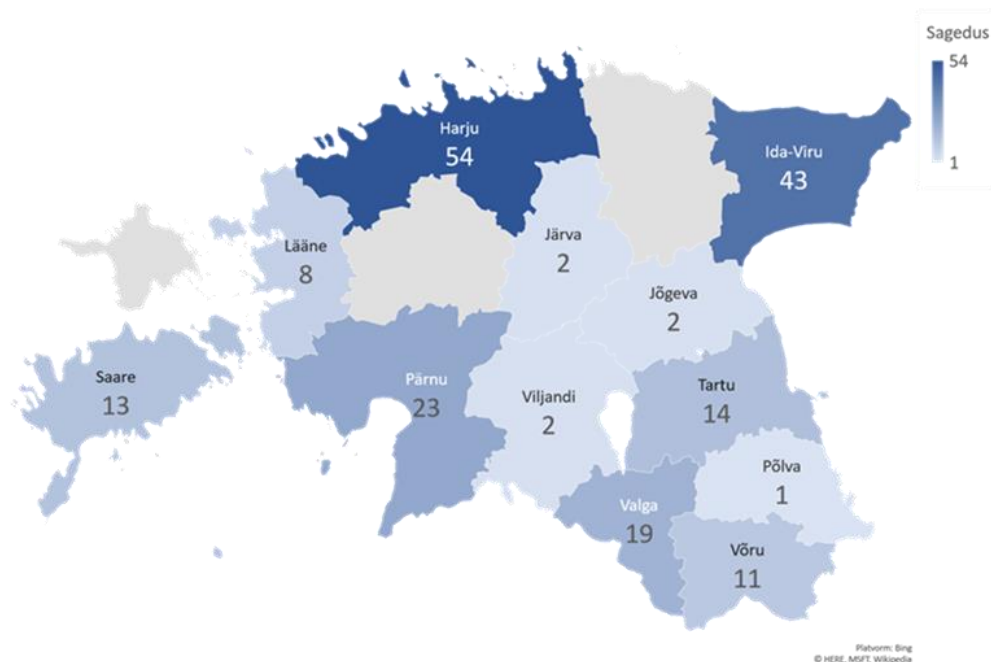 Sagedus
54
1
Harju
54
Ida-Viru
43
Lääne
8
Järva
2
Jõgeva
2
Saare
13
Pärnu
23
Viljandi
2
Tartu
14
Põlva
1
Valga
19
Võru
11
Platvorm: Bing
© HERE, MSFT, Wikipedia